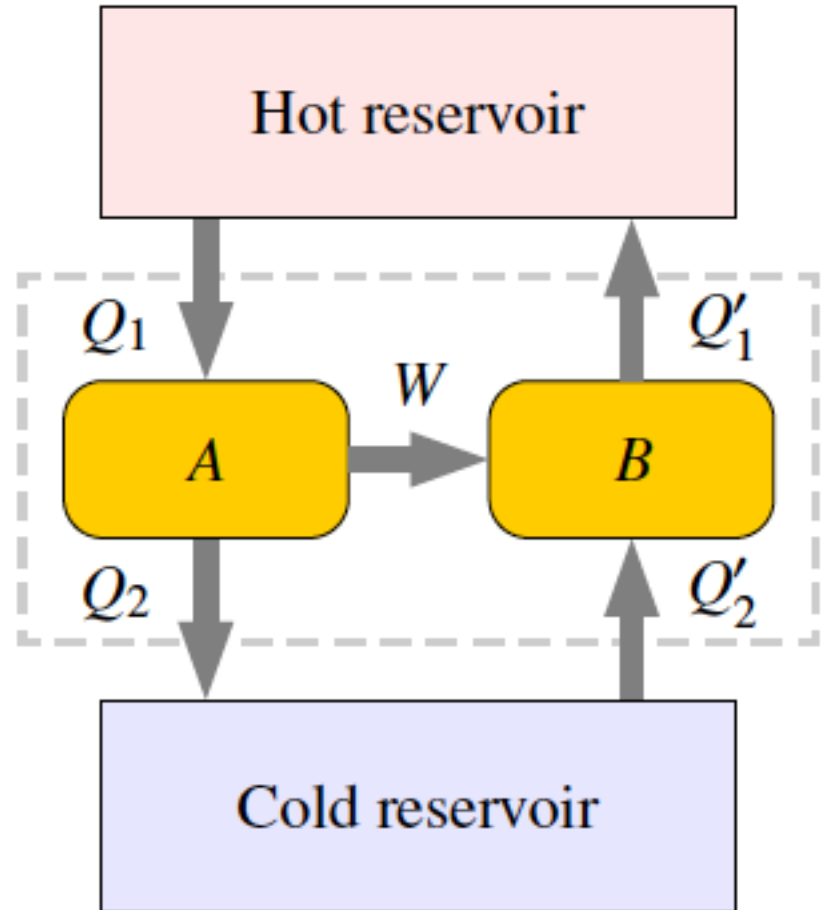 Hot reservoir
Q₁
Q′₁
W
A
B
Q₂
Q′₂
Cold reservoir